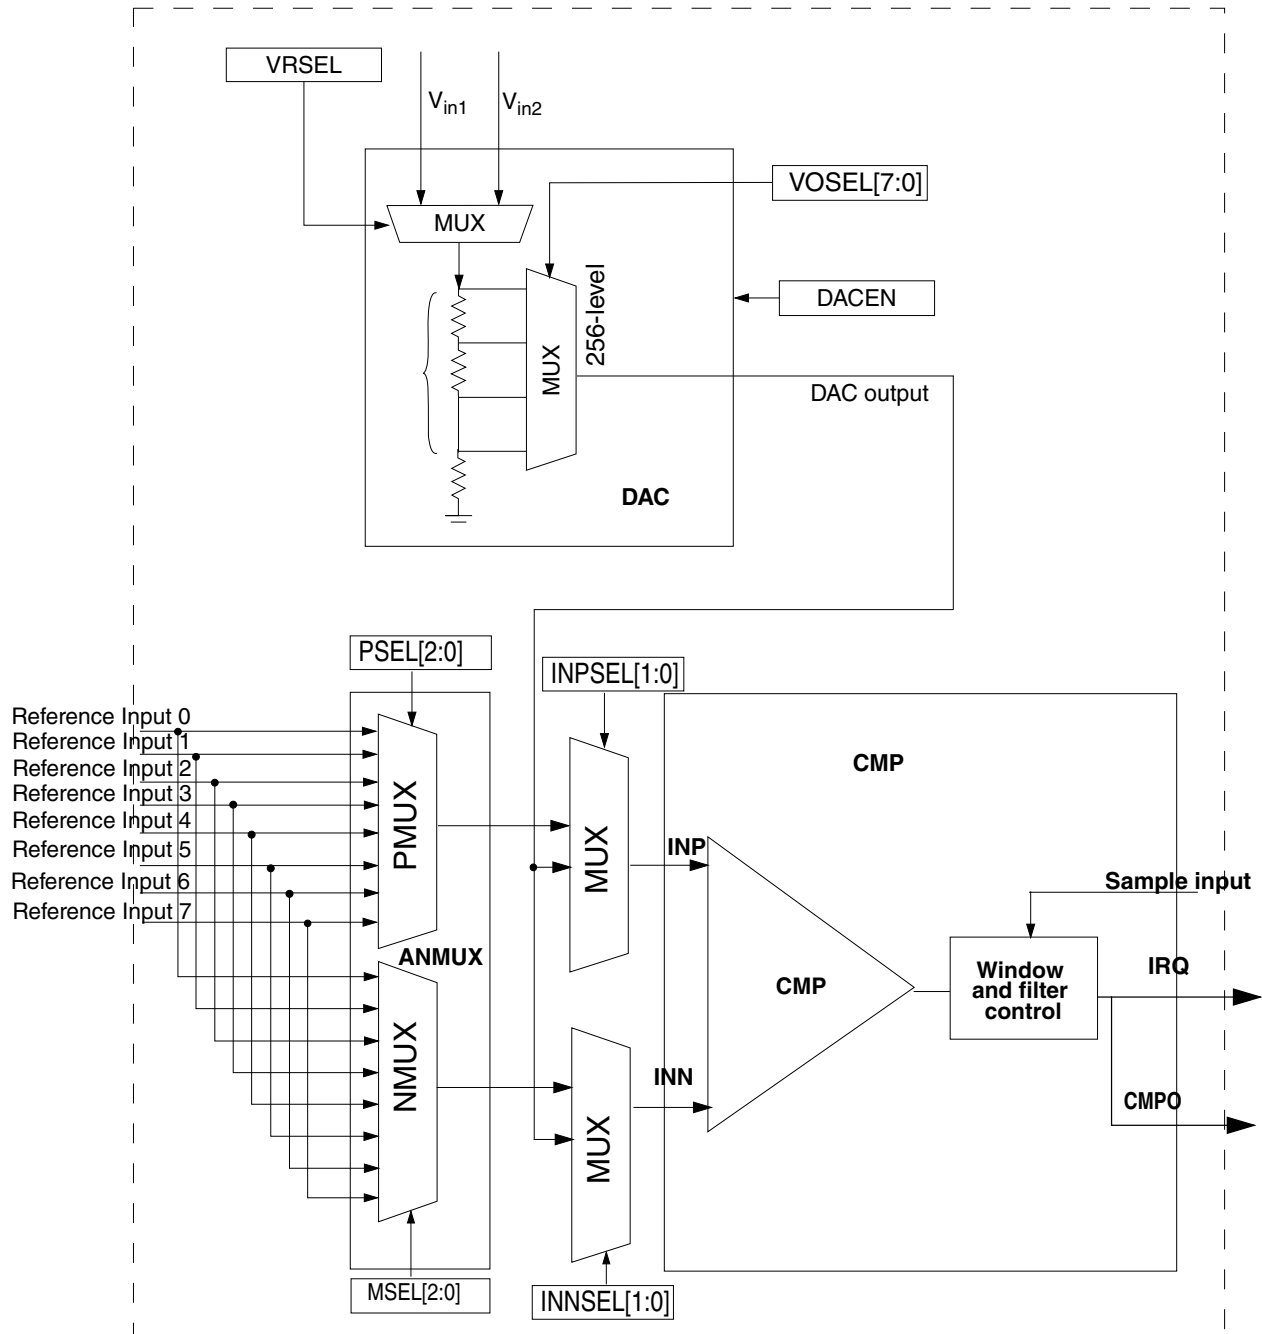 VRSEL
Vin1
Vin2
VOSEL[7:0]
MUX
256-level
DACEN
MUX
DAC output
DAC
PSEL[2:0]
INPSEL[1:0]
Reference Input 0
Reference Input 1
Reference Input 2
Reference Input 3
Reference Input 4
Reference Input 5
Reference Input 6
Reference Input 7
PMUX
CMP
MUX
INP
Sample input
ANMUX
CMP
Window
and filter
control
IRQ
NMUX
INN
MUX
CMPO
MSEL[2:0]
INNSEL[1:0]